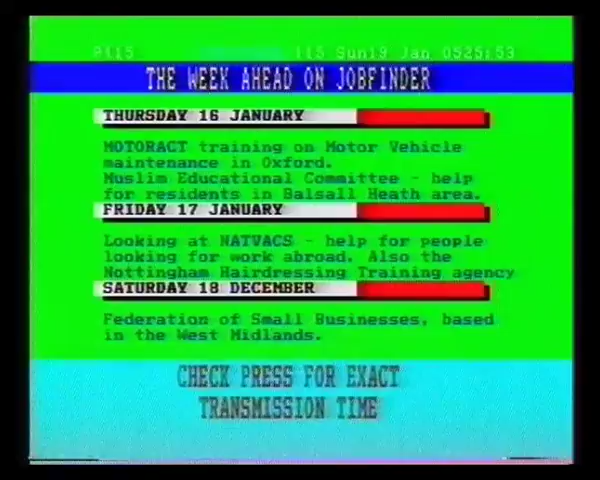 P115 115 Sun19 Jan 0525:53
THE WEEK AHEAD ON JOBFINDER
THURSDAY 16 JANUARY
MOTORACT training on Motor Vehicle
maintenance in Oxford.
Muslim Educational Committee - help
for residents in Balsall Heath area.
FRIDAY 17 JANUARY
Looking at NATVACS - help for people
looking for work abroad. Also the
Nottingham Hairdressing Training agency
SATURDAY 18 DECEMBER
Federation of Small Businesses, based
in the West Midlands.
CHECK PRESS FOR EXACT
TRANSMISSION TIME